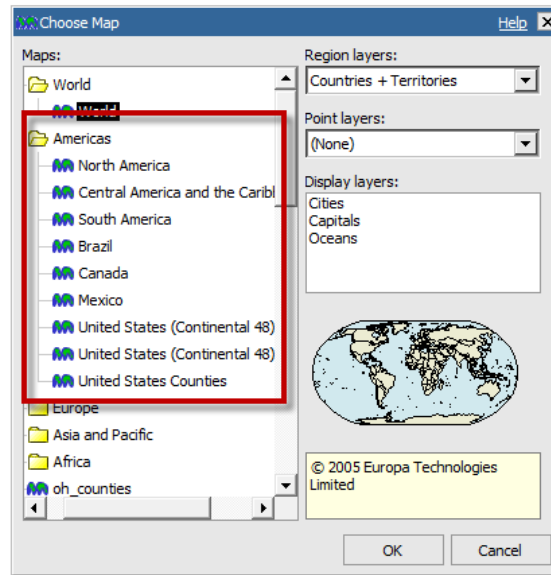 Choose Map
Help
Maps:
World
World
Americas
North America
Central America and the Caribl
South America
Brazil
Canada
Mexico
United States (Continental 48)
United States (Continental 48)
United States Counties
Europe
Asia and Pacific
Africa
oh_counties
Region layers:
Countries + Territories
Point layers:
(None)
Display layers:
Cities
Capitals
Oceans
© 2005 Europa Technologies
Limited
OK
Cancel